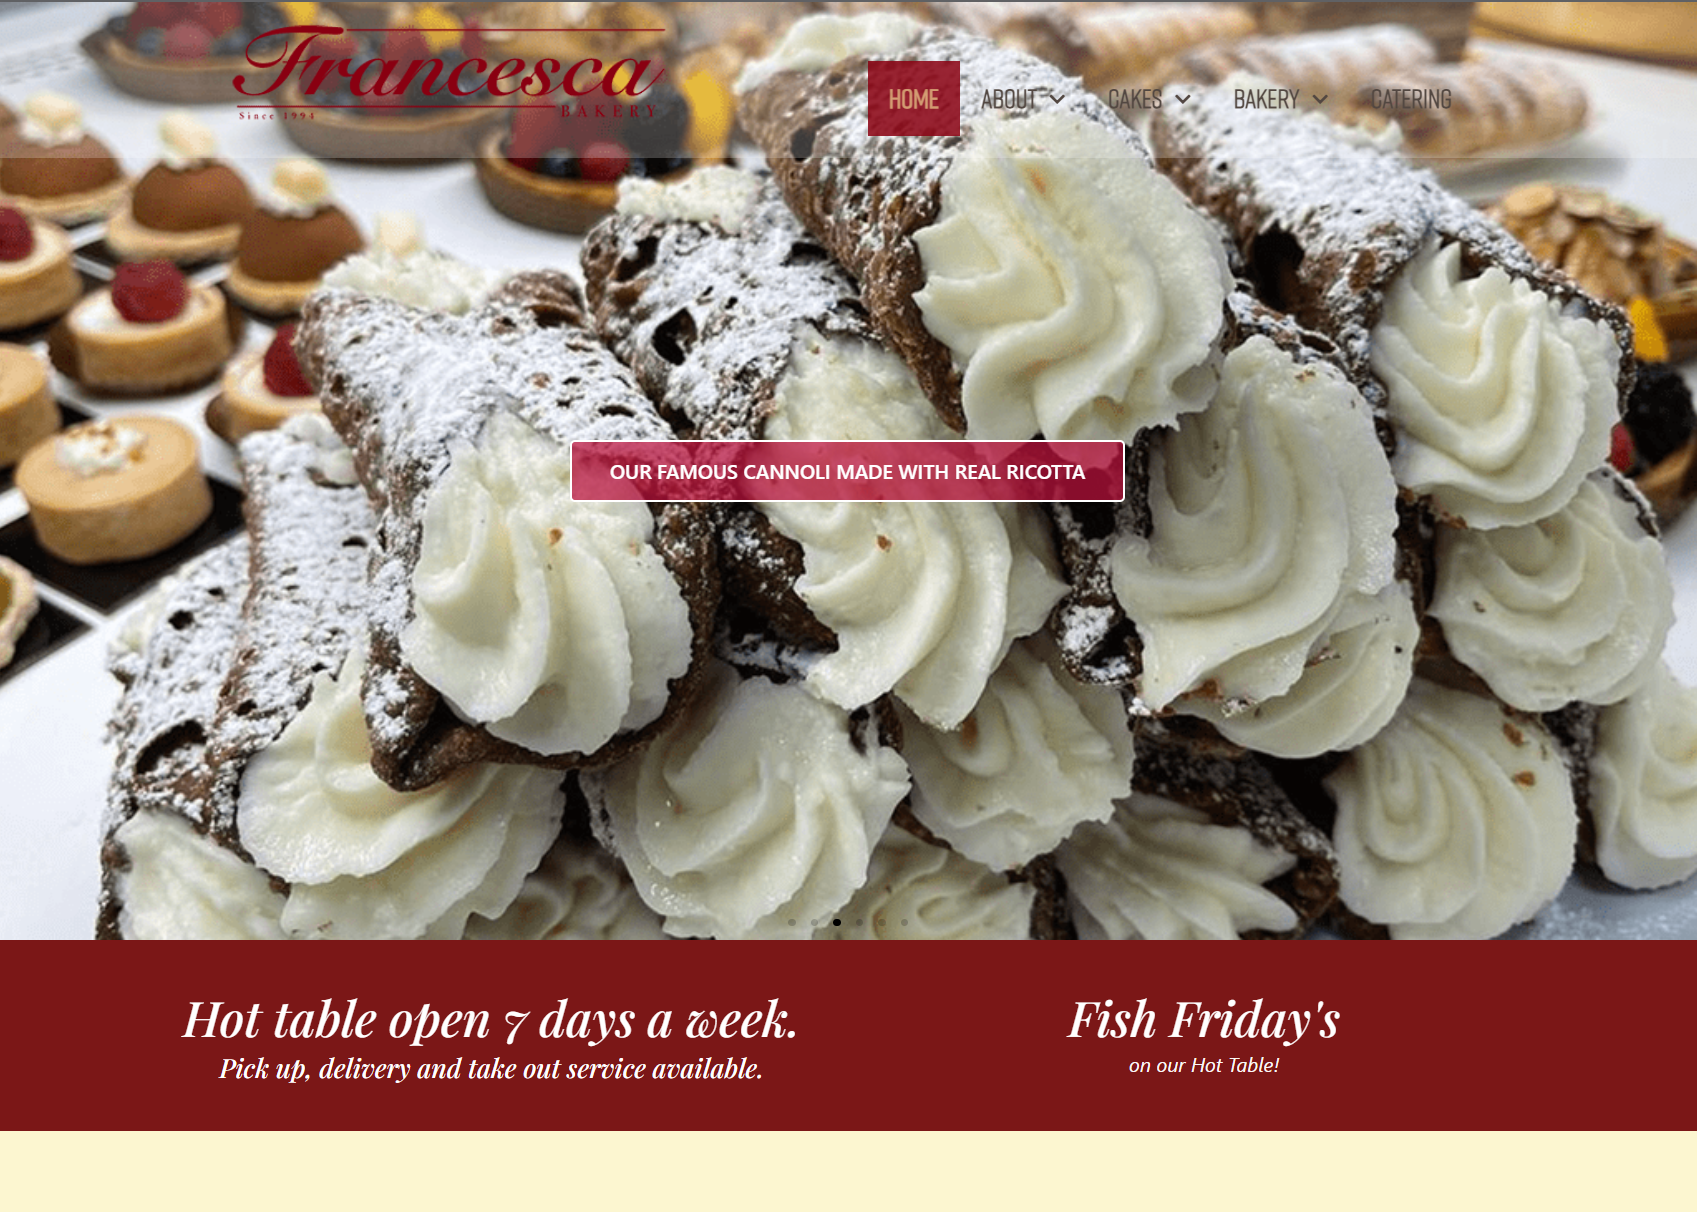 Francesca
Since 1994
BAKERY
HOME
ABOUT
CAKES
BAKERY
CATERING
OUR FAMOUS CANNOLI MADE WITH REAL RICOTTA
Hot table open 7 days a week.
Pick up, delivery and take out service available.
Fish Friday's
on our Hot Table!